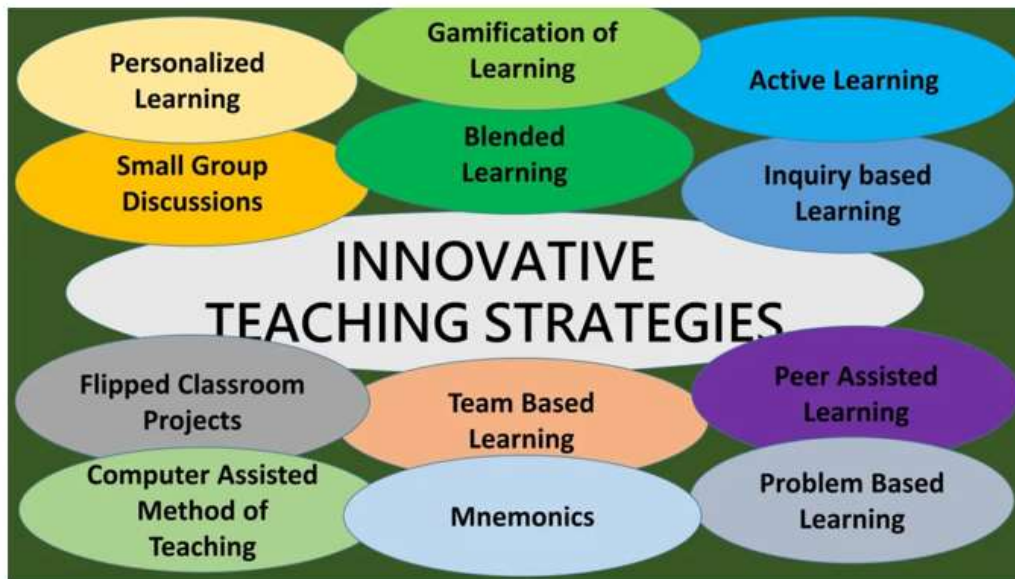 Personalized
Learning
Gamification of
Learning
Active Learning
Small Group
Discussions
Blended
Learning
Inquiry based
Learning
INNOVATIVE
TEACHING STRATEGIES
Flipped Classroom
Projects
Team Based
Learning
Peer Assisted
Learning
Computer Assisted
Method of
Teaching
Mnemonics
Problem Based
Learning